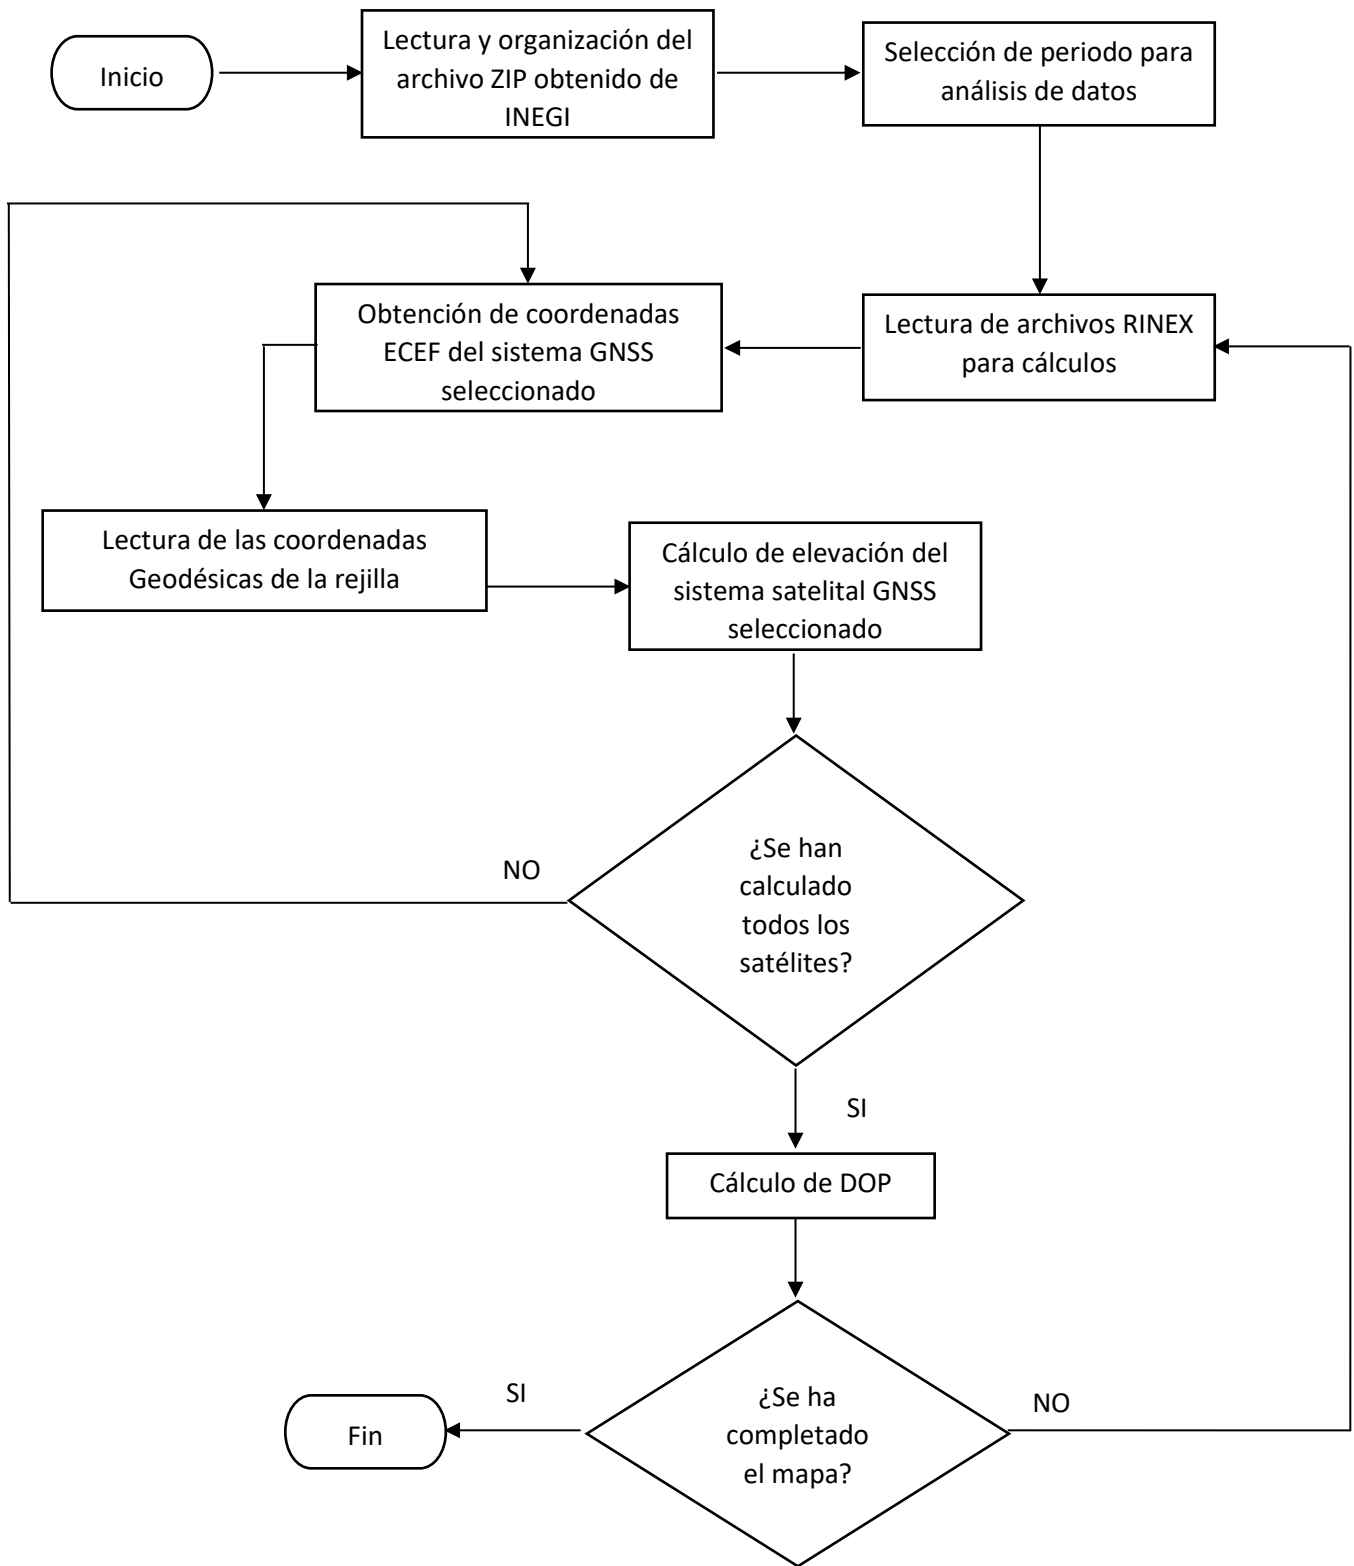 Inicio
Lectura y organización del
archivo ZIP obtenido de
INEGI
Selección de periodo para
análisis de datos
Obtención de coordenadas
ECEF del sistema GNSS
seleccionado
Lectura de archivos RINEX
para cálculos
Lectura de las coordenadas
Geodésicas de la rejilla
Cálculo de elevación del
sistema satelital GNSS
seleccionado
NO
¿Se han
calculado
todos los
satélites?
SI
Cálculo de DOP
Fin
SI
¿Se ha
completado
el mapa?
NO